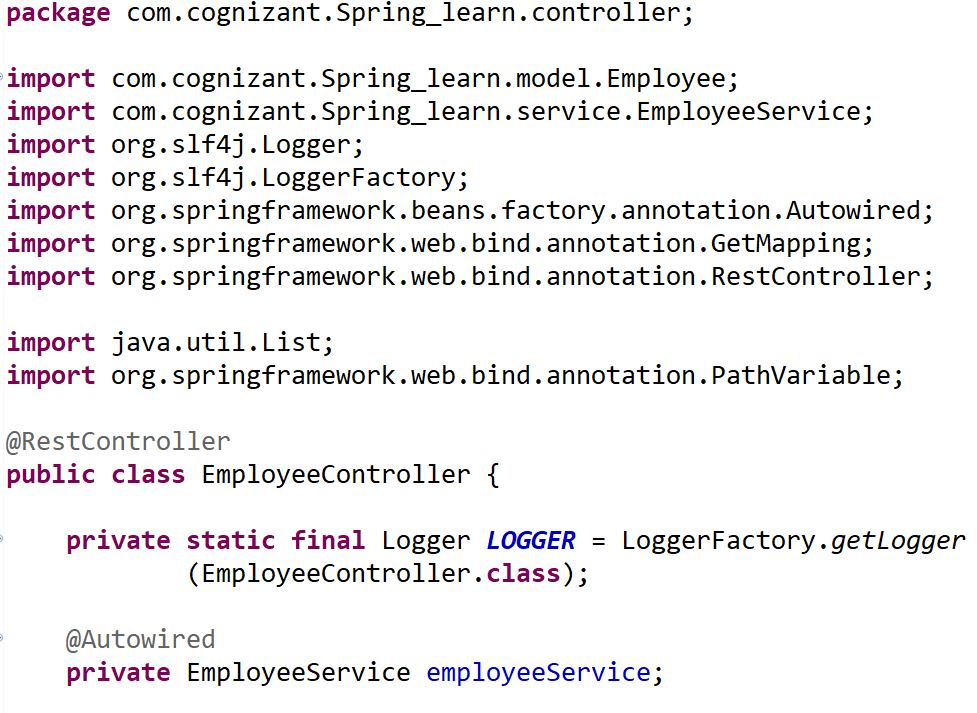 package com.cognizant.Spring_learn.controller;
import com.cognizant.Spring_learn.model.Employee;
import com.cognizant.Spring_learn.service.EmployeeService;
import org.slf4j.Logger;
import org.slf4j.LoggerFactory;
import org.springframework.beans.factory.annotation.Autowired;
import org.springframework.web.bind.annotation.GetMapping;
import org.springframework.web.bind.annotation.RestController;
import java.util.List;
import org.springframework.web.bind.annotation.PathVariable;
@RestController
public class EmployeeController {
private static final Logger LOGGER = LoggerFactory.getLogger
(EmployeeController.class);
@Autowired
private EmployeeService employeeService;